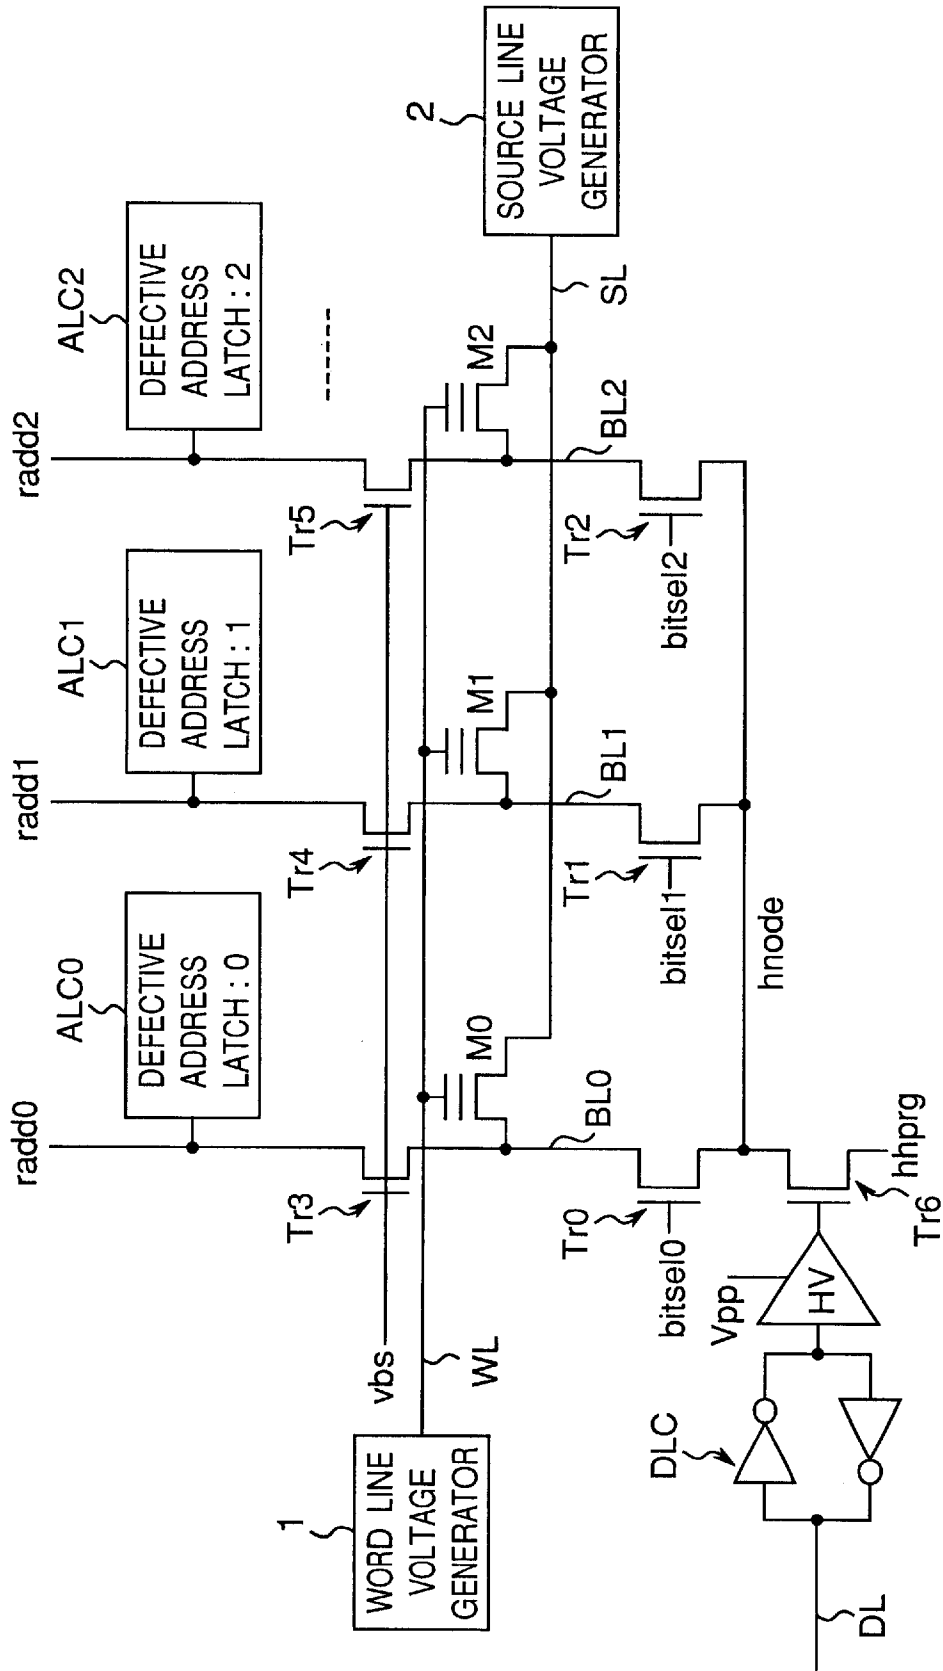 radd0
radd1
radd2
ALC0
DEFECTIVE
ADDRESS
LATCH : 0
ALC1
DEFECTIVE
ADDRESS
LATCH : 1
ALC2
DEFECTIVE
ADDRESS
LATCH : 2
Tr3
Tr4
Tr5
vbs
1
WORD LINE
VOLTAGE
GENERATOR
WL
M0
M1
M2
2
SOURCE LINE
VOLTAGE
GENERATOR
SL
BL0
BL1
BL2
Tr0
bitsel0
Tr1
bitsel1
Tr2
bitsel2
hnode
Vpp
HV
hhprg
Tr6
DLC
DL